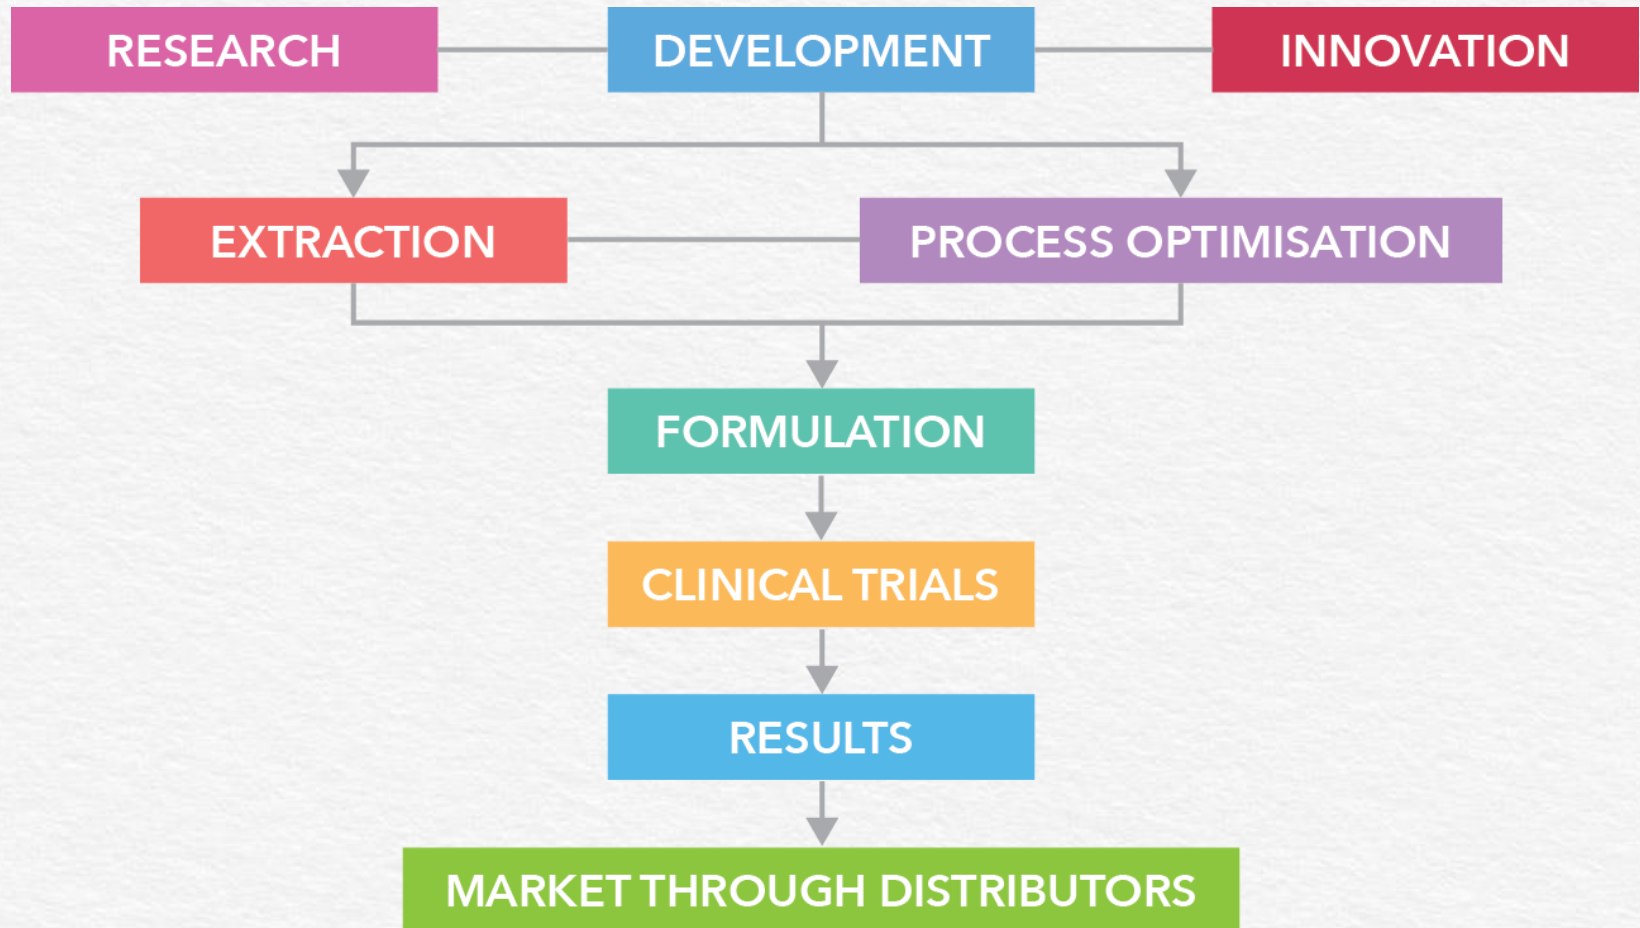 RESEARCH
DEVELOPMENT
INNOVATION
EXTRACTION
PROCESS OPTIMISATION
FORMULATION
CLINICAL TRIALS
RESULTS
MARKET THROUGH DISTRIBUTORS